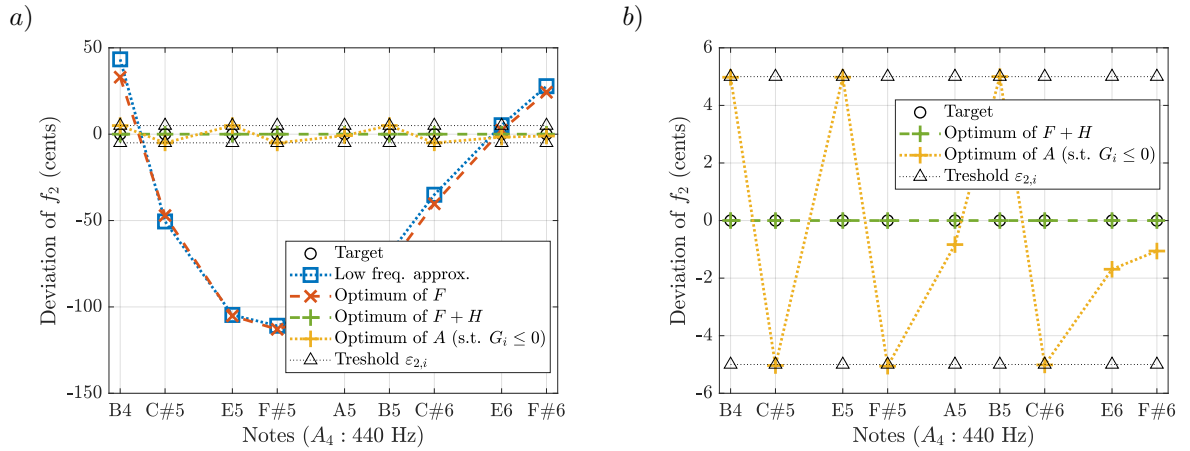 a)
50
0
-50
-100
-150
Deviation of f₂ (cents)
B4 C#5 E5 F#5 A5 B5 C#6 E6 F#6
Notes (A₄ : 440 Hz)
Target
Low freq. approx.
Optimum of F
Optimum of F + H
Optimum of A (s.t. Gᵢ ≤ 0)
Treshold ε₂,ᵢ
b)
6
4
2
0
-2
-4
-6
Deviation of f₂ (cents)
B4 C#5 E5 F#5 A5 B5 C#6 E6 F#6
Notes (A₄ : 440 Hz)
Target
Optimum of F + H
Optimum of A (s.t. Gᵢ ≤ 0)
Treshold ε₂,ᵢ